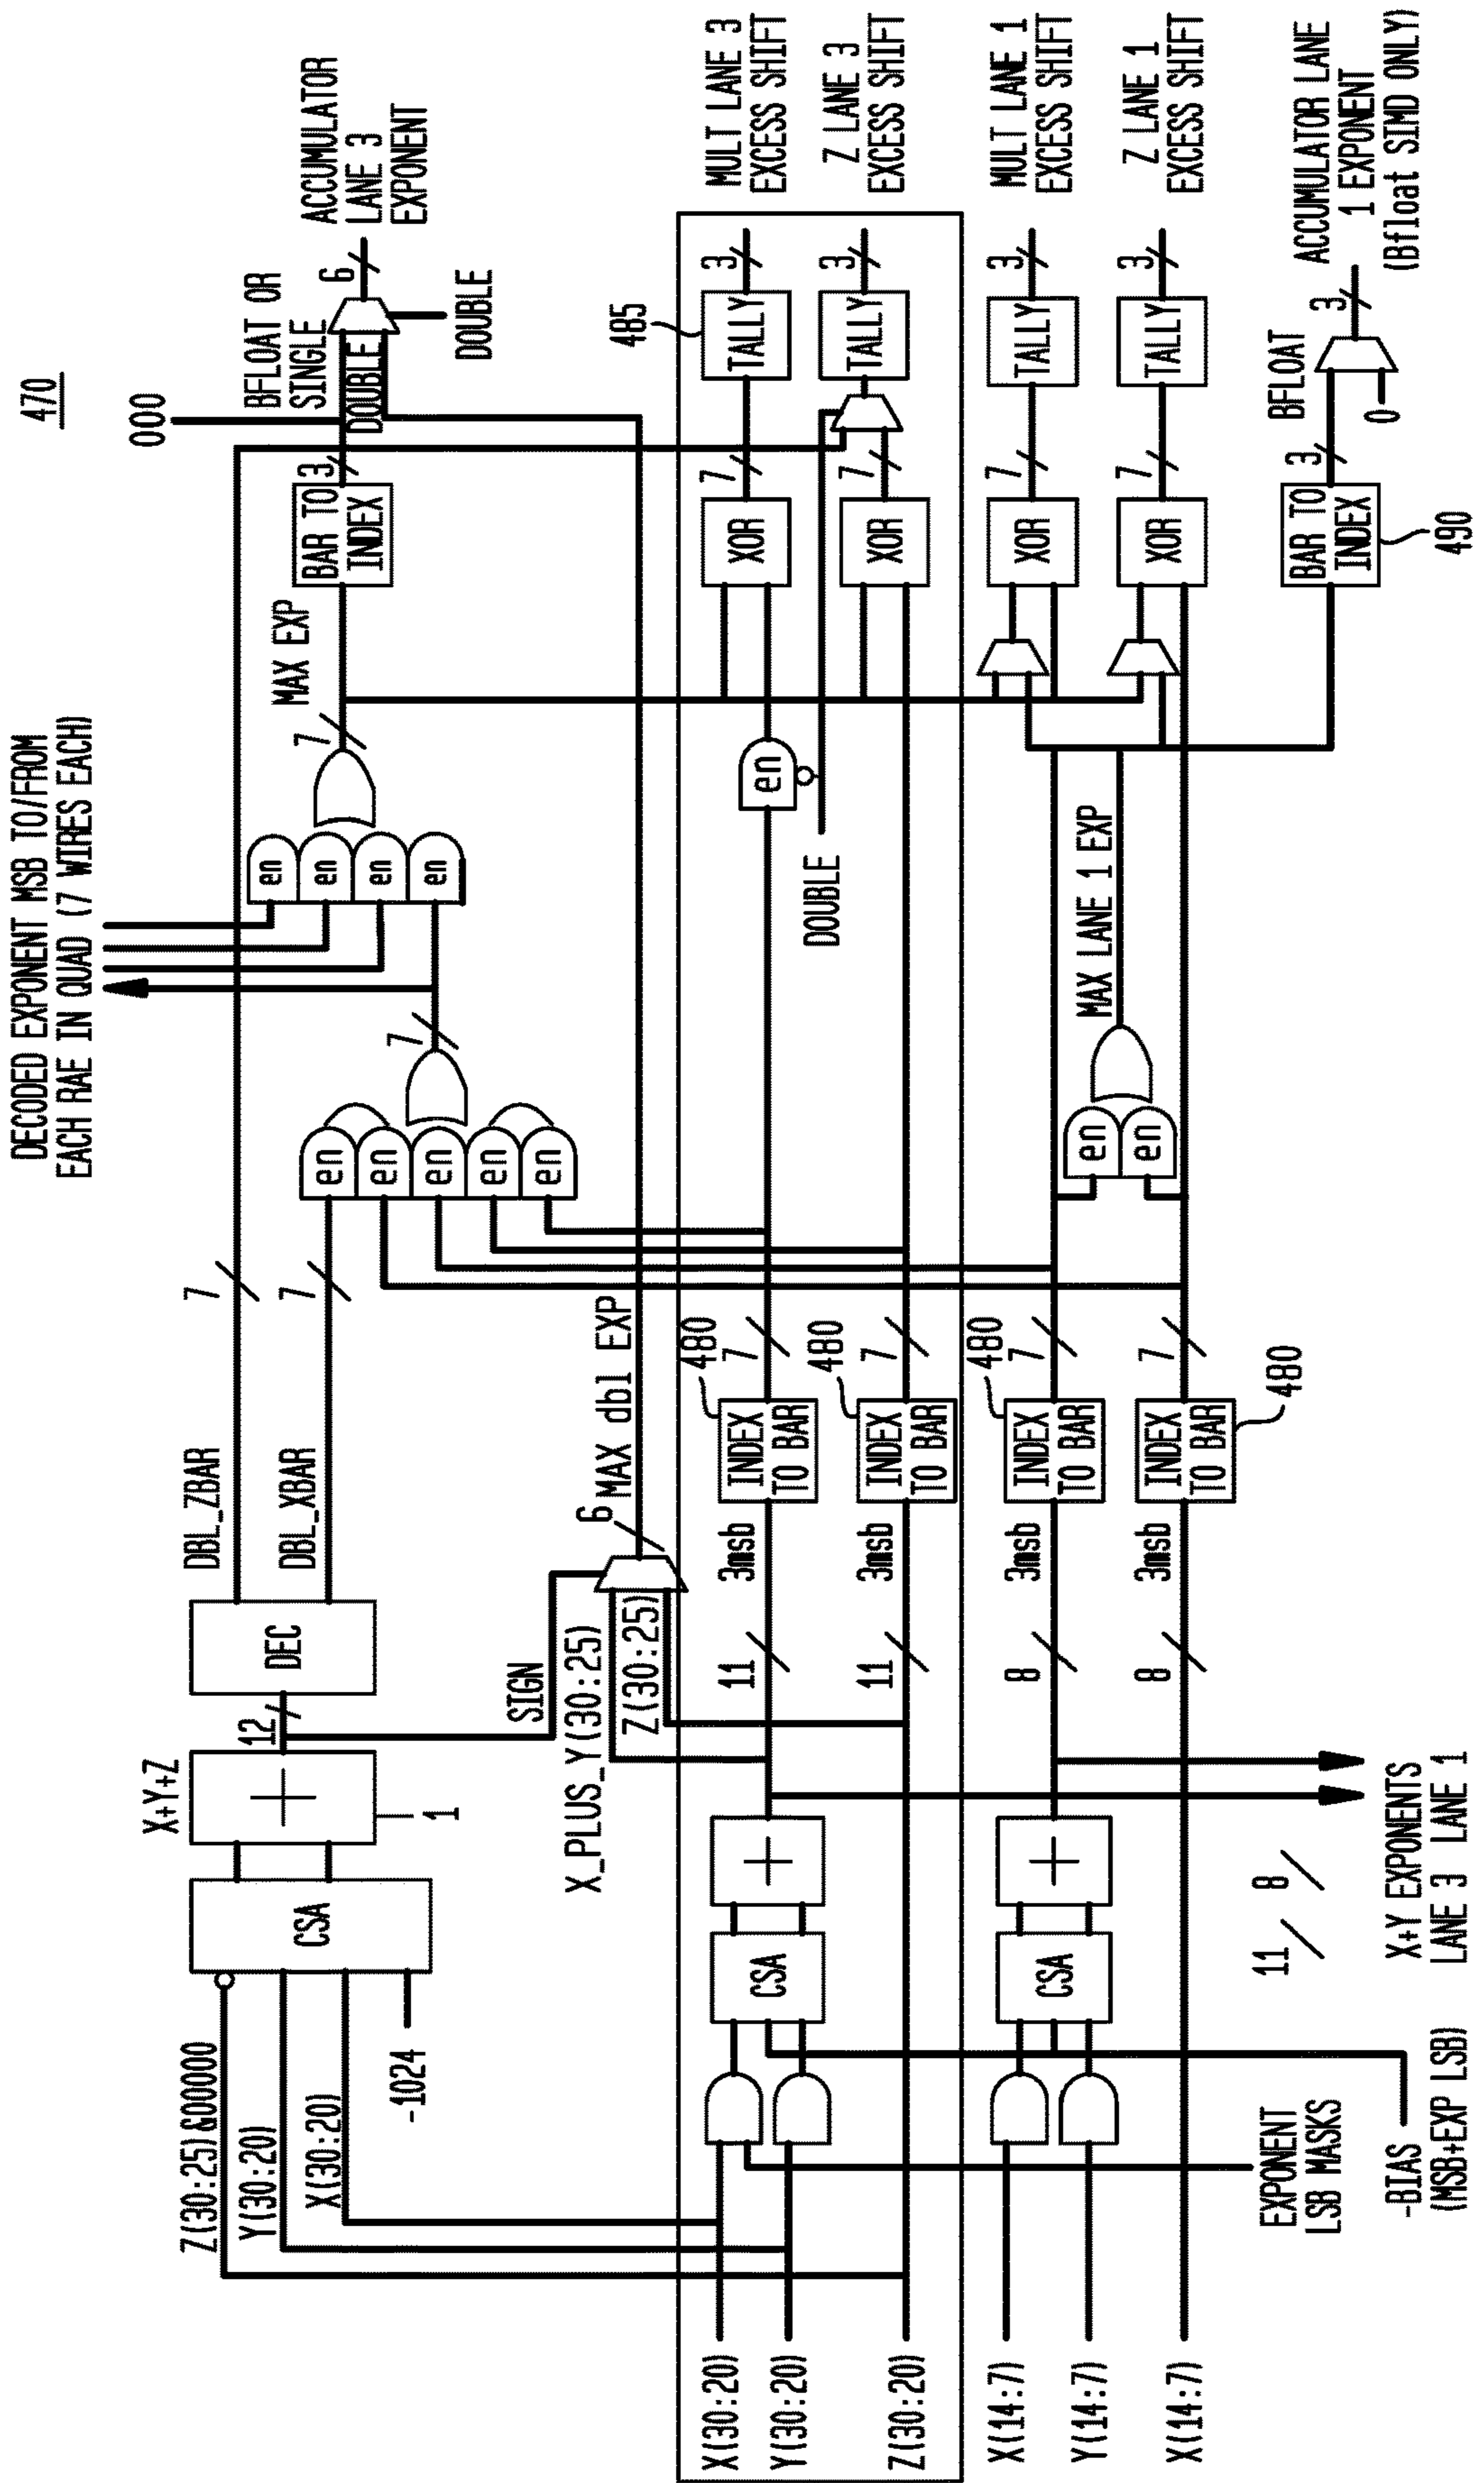 470
DECODED EXPONENT MSB TO/FROM
EACH RAE IN QUAD (7 WIRES EACH)
000
BFLOAT OR
SINGLE
DOUBLE
DOUBLE
6
ACCUMULATOR
LANE 3
EXPONENT
Z(30:25)&00000
Y(30:20)
X(30:20)
-1024
CSA
X+Y+Z
1
12
DEC
DBL_ZBAR
DBL_XBAR
7
7
en
en
en
en
en
7
en
en
en
en
7
MAX EXP
BAR TO
INDEX
3
SIGN
X_PLUS_Y(30:25)
Z(30:25)
6
MAX dbl EXP
X(30:20)
Y(30:20)
Z(30:20)
CSA
11
11
3msb
3msb
INDEX
TO BAR
480
7
INDEX
TO BAR
480
7
en
DOUBLE
XOR
7
TALLY
485
3
MULT LANE 3
EXCESS SHIFT
XOR
7
TALLY
3
Z LANE 3
EXCESS SHIFT
X(14:7)
Y(14:7)
X(14:7)
CSA
8
8
3msb
3msb
INDEX
TO BAR
480
7
INDEX
TO BAR
480
7
en
en
MAX LANE 1 EXP
XOR
7
TALLY
3
MULT LANE 1
EXCESS SHIFT
XOR
7
TALLY
3
Z LANE 1
EXCESS SHIFT
EXPONENT
LSB MASKS
-BIAS
(MSB+EXP LSB)
11
8
X+Y EXPONENTS
LANE 3 LANE 1
BAR TO
INDEX
490
3
BFLOAT
0
3
ACCUMULATOR LANE
1 EXPONENT
(Bfloat SIMD ONLY)